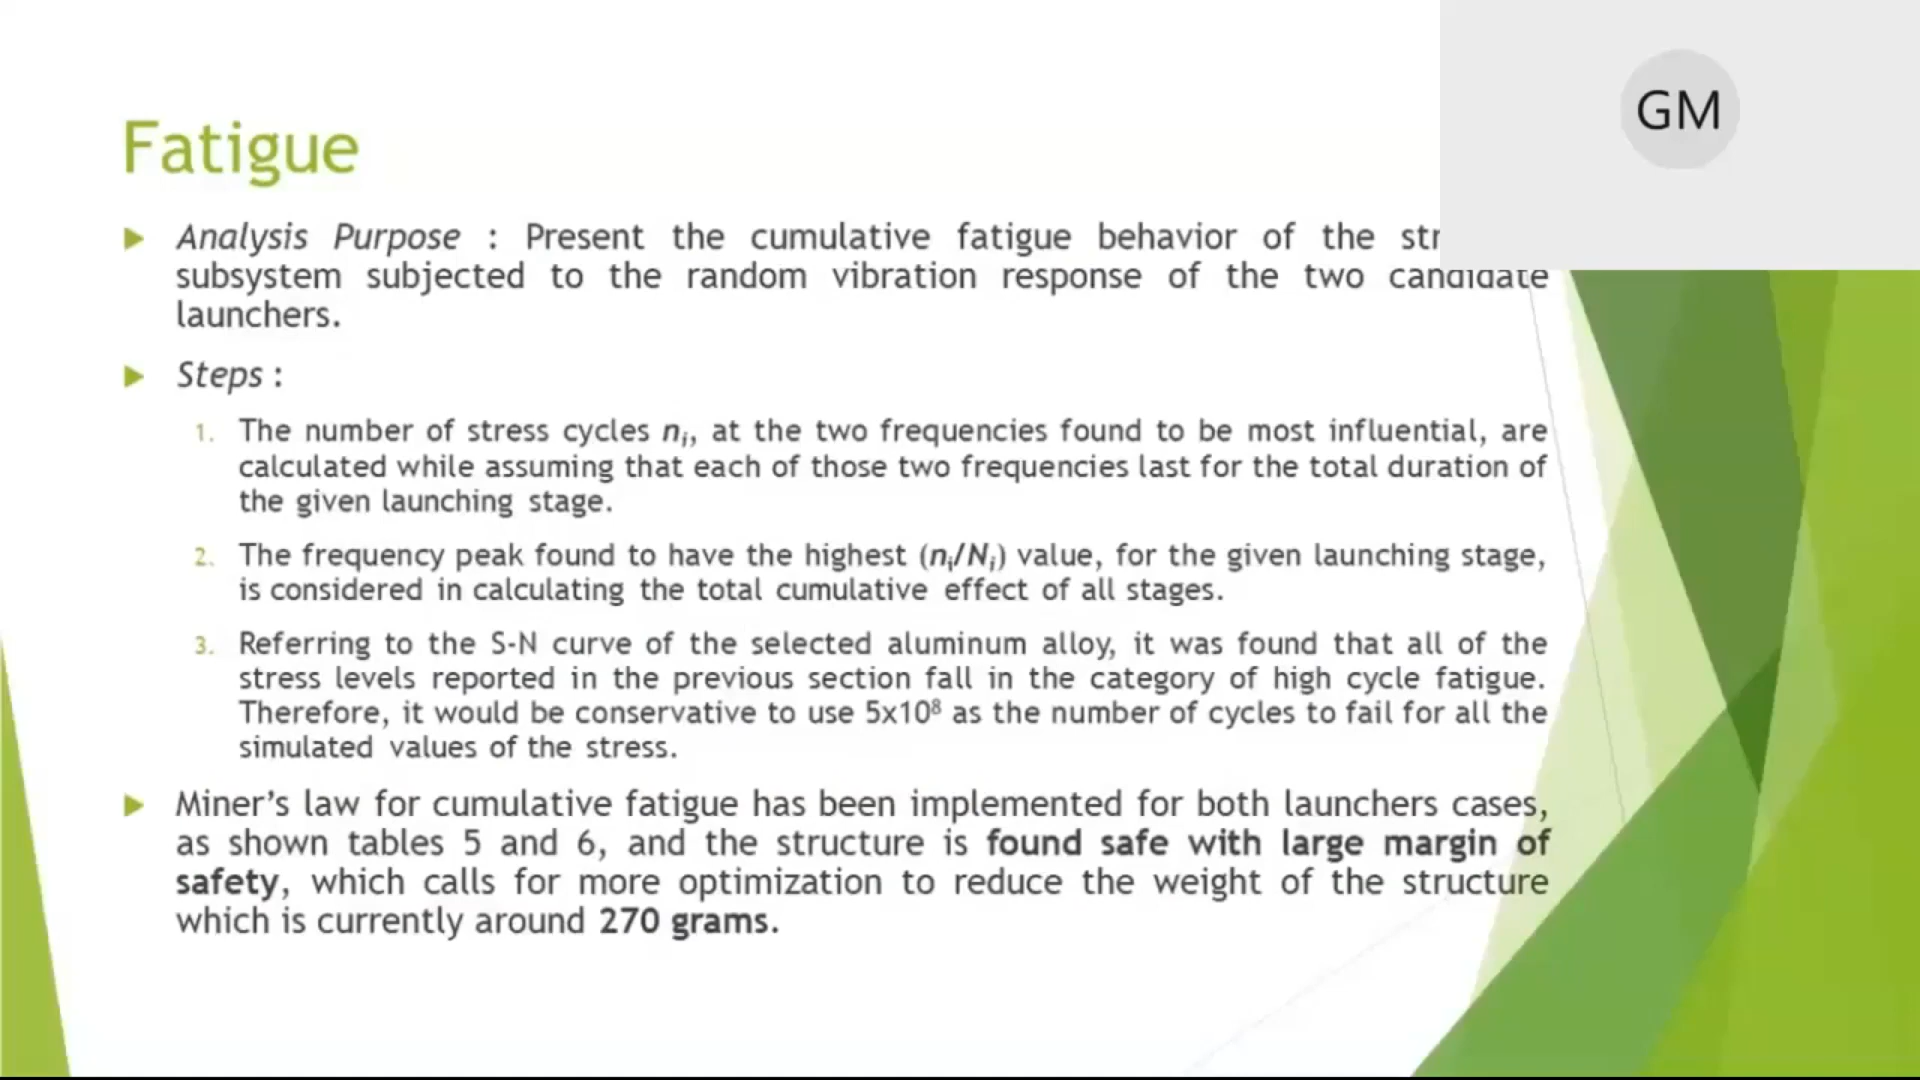 GM
Fatigue
Analysis Purpose : Present the cumulative fatigue behavior of the
subsystem subjected to the random vibration response of the two candidate
launchers.
Steps :
1. The number of stress cycles nᵢ, at the two frequencies found to be most influential, are
calculated while assuming that each of those two frequencies last for the total duration of
the given launching stage.
2. The frequency peak found to have the highest (nᵢ/Nᵢ) value, for the given launching stage,
is considered in calculating the total cumulative effect of all stages.
3. Referring to the S-N curve of the selected aluminum alloy, it was found that all of the
stress levels reported in the previous section fall in the category of high cycle fatigue.
Therefore, it would be conservative to use 5x10⁸ as the number of cycles to fail for all the
simulated values of the stress.
Miner's law for cumulative fatigue has been implemented for both launchers cases,
as shown tables 5 and 6, and the structure is found safe with large margin of
safety, which calls for more optimization to reduce the weight of the structure
which is currently around 270 grams.